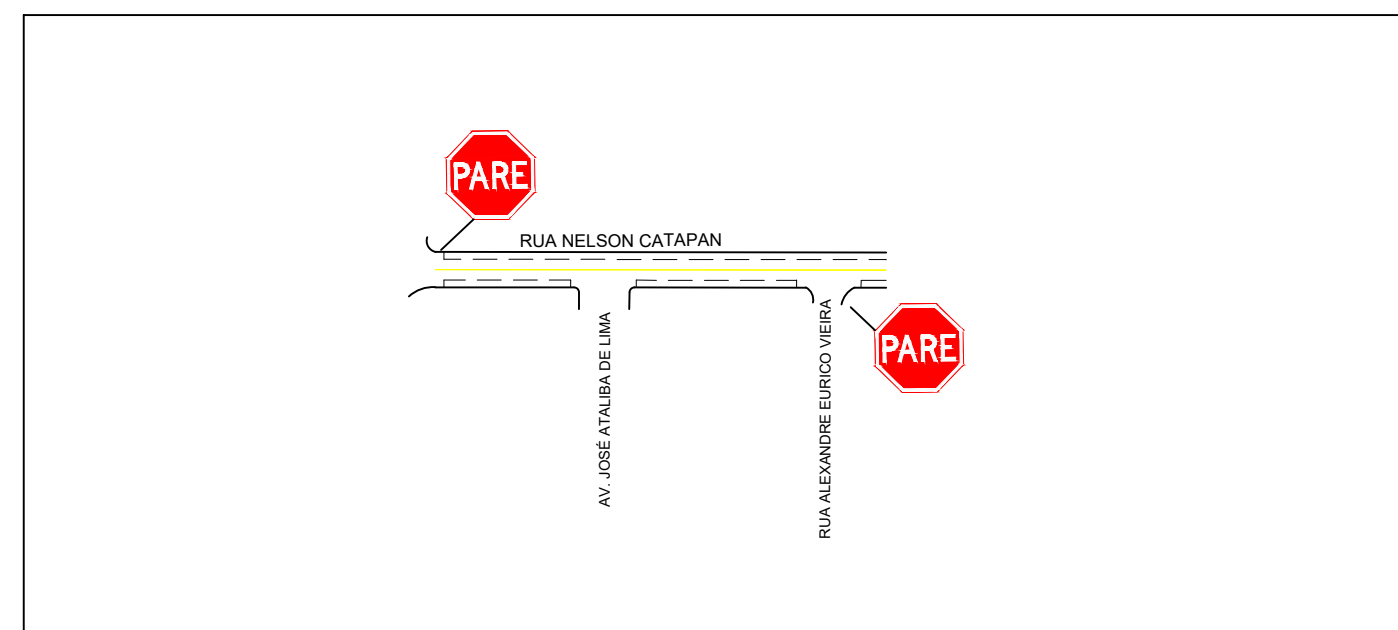 PARE
RUA NELSON CATAPAN
AV. JOSÉ ATALIBA DE LIMA
RUA ALEXANDRE EURICO VIEIRA
PARE